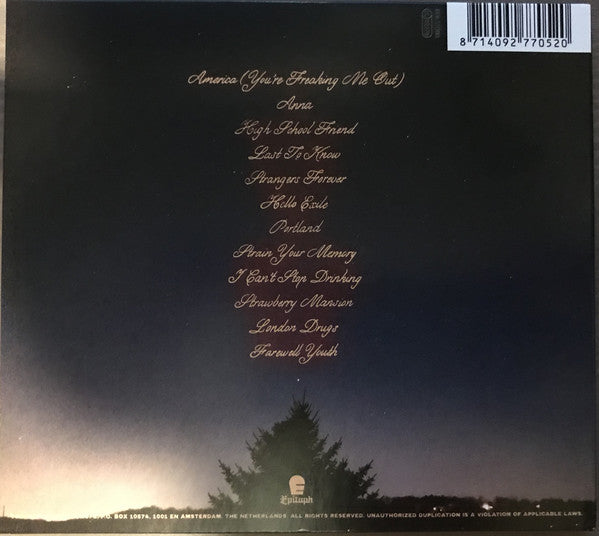 8 714092 770520
America (You're Freaking Me Out)
Anna
High School Friend
Last To Know
Strangers Forever
Hello Exile
Portland
Strain Your Memory
I Can't Stop Drinking
Strawberry Mansion
London Drugs
Farewell Youth
Epitaph
P.O. BOX 10574, 1001 EN AMSTERDAM, THE NETHERLANDS. ALL RIGHTS RESERVED. UNAUTHORIZED DUPLICATION IS A VIOLATION OF APPLICABLE LAWS.